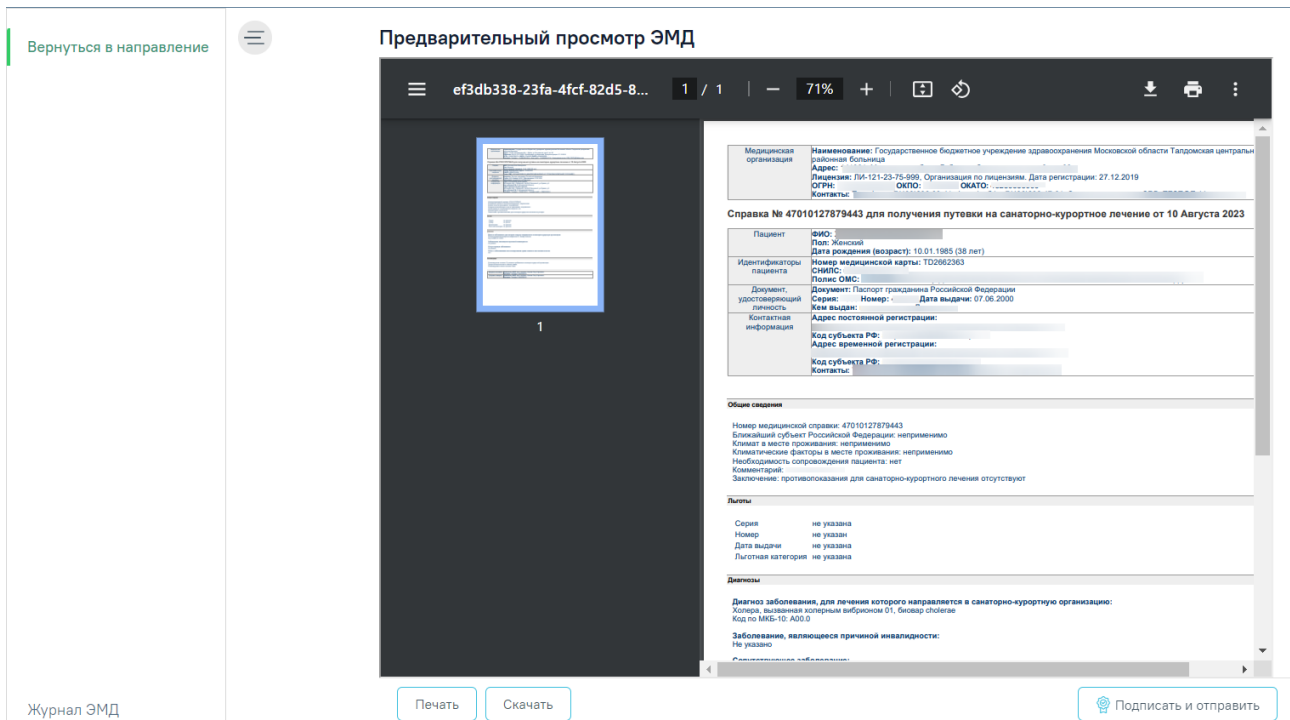 Вернуться в направление
Предварительный просмотр ЭМД
ef3db338-23fa-4fcf-82d5-8... 1 / 1 71%
1
Медицинская организация
Наименование: Государственное бюджетное учреждение здравоохранения Московской области Талдомская центральн
районная больница
Адрес:
Лицензия: ЛИ-121-23-75-999, Организация по лицензиям. Дата регистрации: 27.12.2019
ОГРН: ОКПО: ОКАТО:
Контакты:
Справка № 47010127879443 для получения путевки на санаторно-курортное лечение от 10 Августа 2023
Пациент
ФИО:
Пол: Женский
Дата рождения (возраст): 10.01.1985 (38 лет)
Идентификаторы пациента
Номер медицинской карты: TD2662363
СНИЛС:
Полис ОМС:
Документ, удостоверяющий личность
Документ: Паспорт гражданина Российской Федерации
Серия: Номер: Дата выдачи: 07.06.2000
Кем выдан:
Контактная информация
Адрес постоянной регистрации:
Код субъекта РФ:
Адрес временной регистрации:
Код субъекта РФ:
Контакты:
Общие сведения
Номер медицинской справки: 47010127879443
Ближайший субъект Российской Федерации: неприменимо
Климат в месте проживания: неприменимо
Климатические факторы в месте проживания: неприменимо
Необходимость сопровождения пациента: нет
Комментарий:
Заключение: противопоказания для санаторно-курортного лечения отсутствуют
Льготы
Серия не указана
Номер не указан
Дата выдачи не указана
Льготная категория не указана
Диагнозы
Диагноз заболевания, для лечения которого направляется в санаторно-курортную организацию:
Холера, вызванная холерным вибрионом 01, биовар cholerae
Код по МКБ-10: A00.0
Заболевание, являющееся причиной инвалидности:
Не указано
Журнал ЭМД
Печать
Скачать
Подписать и отправить